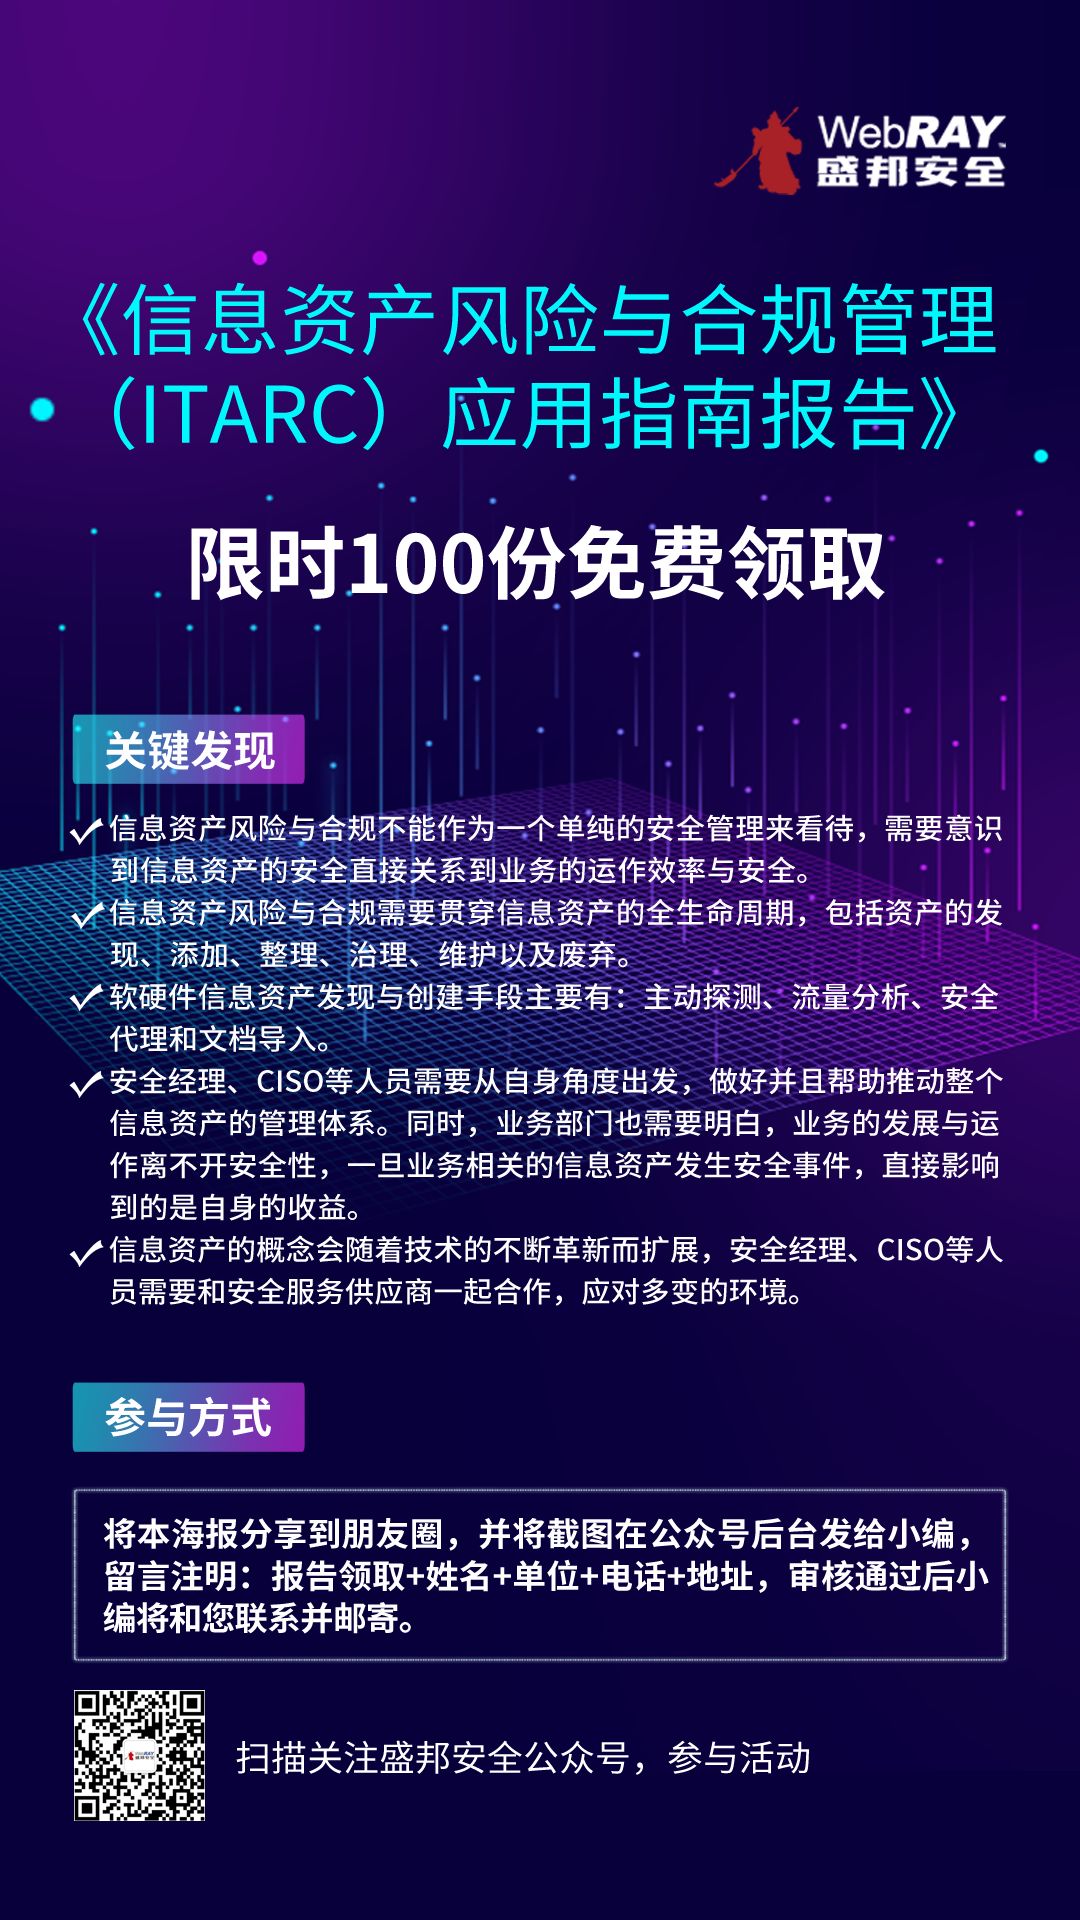 WebRAY
盛邦安全
《信息资产风险与合规管理
（ITARC）应用指南报告》
限时100份免费领取
关键发现
信息资产风险与合规不能作为一个单纯的安全管理来看待，需要意识
到信息资产的安全直接关系到业务的运作效率与安全。
信息资产风险与合规需要贯穿信息资产的全生命周期，包括资产的发
现、添加、整理、治理、维护以及废弃。
软硬件信息资产发现与创建手段主要有：主动探测、流量分析、安全
代理和文档导入。
安全经理、CISO等人员需要从自身角度出发，做好并且帮助推动整个
信息资产的管理体系。同时，业务部门也需要明白，业务的发展与运
作离不开安全性，一旦业务相关的信息资产发生安全事件，直接影响
到的是自身的收益。
信息资产的概念会随着技术的不断革新而扩展，安全经理、CISO等人
员需要和安全服务供应商一起合作，应对多变的环境。
参与方式
将本海报分享到朋友圈，并将截图在公众号后台发给小编，
留言注明：报告领取+姓名+单位+电话+地址，审核通过后小
编将和您联系并邮寄。
扫描关注盛邦安全公众号，参与活动